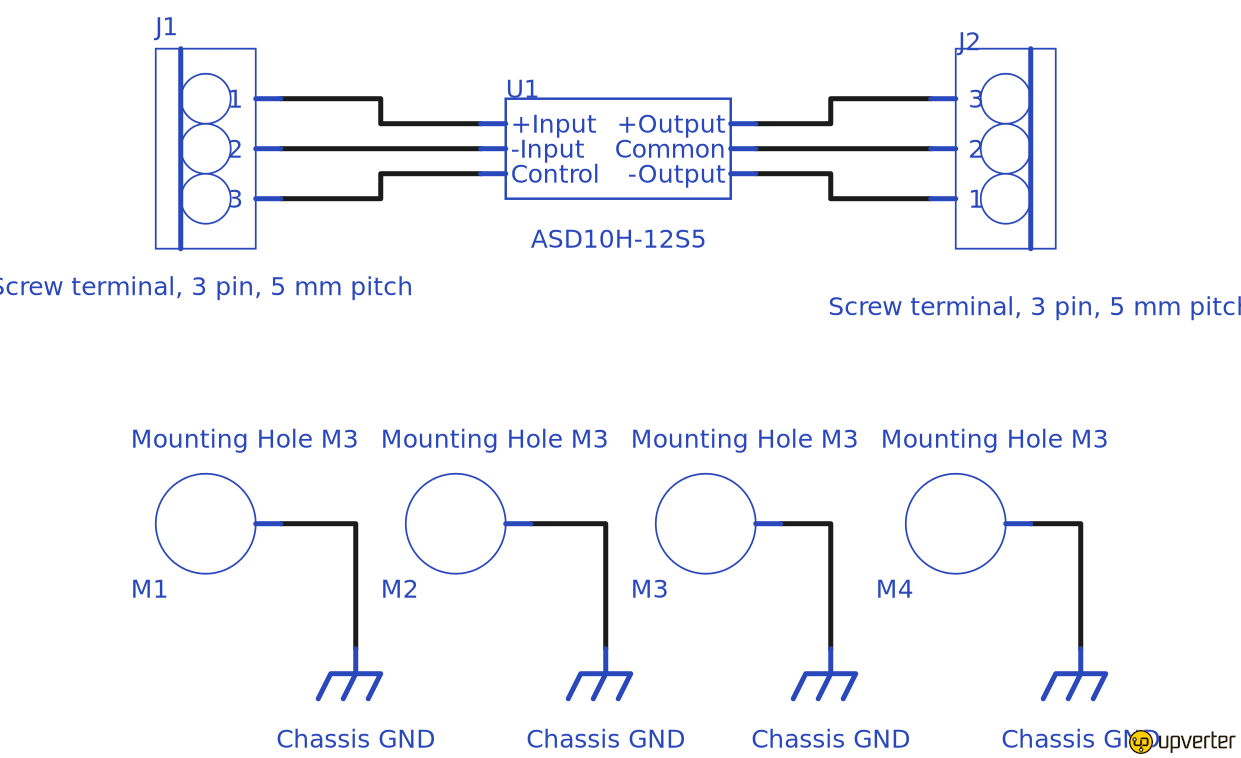 J1
J2
U1
1
2
3
+Input +Output
-Input Common
Control -Output
3
2
1
ASD10H-12S5
Screw terminal, 3 pin, 5 mm pitch
Screw terminal, 3 pin, 5 mm pitch
Mounting Hole M3 Mounting Hole M3 Mounting Hole M3 Mounting Hole M3
M1 M2 M3 M4
Chassis GND Chassis GND Chassis GND Chassis GND
upverter